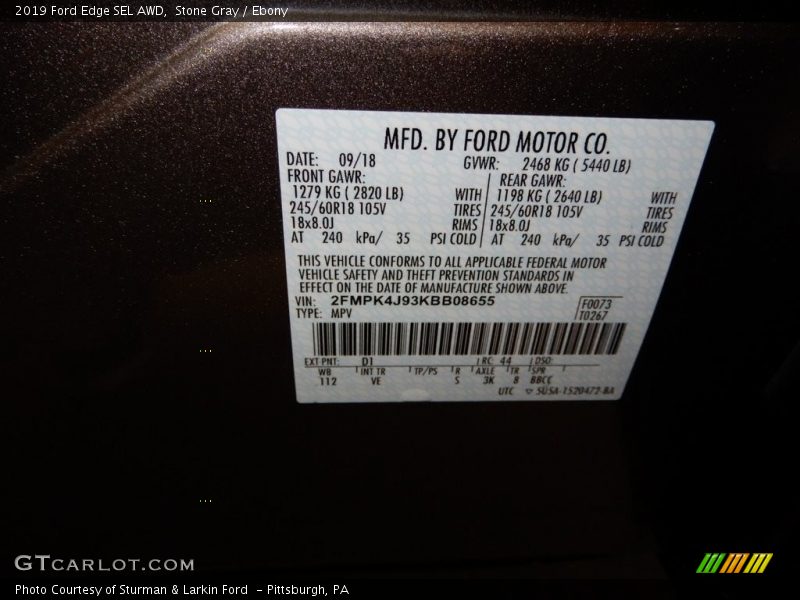 2019 Ford Edge SEL AWD, Stone Gray / Ebony
MFD. BY FORD MOTOR CO.
DATE: 09/18 GVWR: 2468 KG ( 5440 LB)
FRONT GAWR: REAR GAWR:
1279 KG ( 2820 LB) WITH 1198 KG ( 2640 LB) WITH
245/60R18 105V TIRES 245/60R18 105V TIRES
18x8.0J RIMS 18x8.0J RIMS
AT 240 kPa/ 35 PSI COLD AT 240 kPa/ 35 PSI COLD
THIS VEHICLE CONFORMS TO ALL APPLICABLE FEDERAL MOTOR
VEHICLE SAFETY AND THEFT PREVENTION STANDARDS IN
EFFECT ON THE DATE OF MANUFACTURE SHOWN ABOVE.
VIN: 2FMPK4J93KBB08655 F0073
TYPE: MPV T0267
EXT PNT: D1 RC: 44 DSO:
WB INT TR TP/PS R AXLE TR SPR
112 VE S 3K 8 BBCC
UTC 5U5A-1520472-BA
GTCARLOT.COM
Photo Courtesy of Sturman & Larkin Ford - Pittsburgh, PA